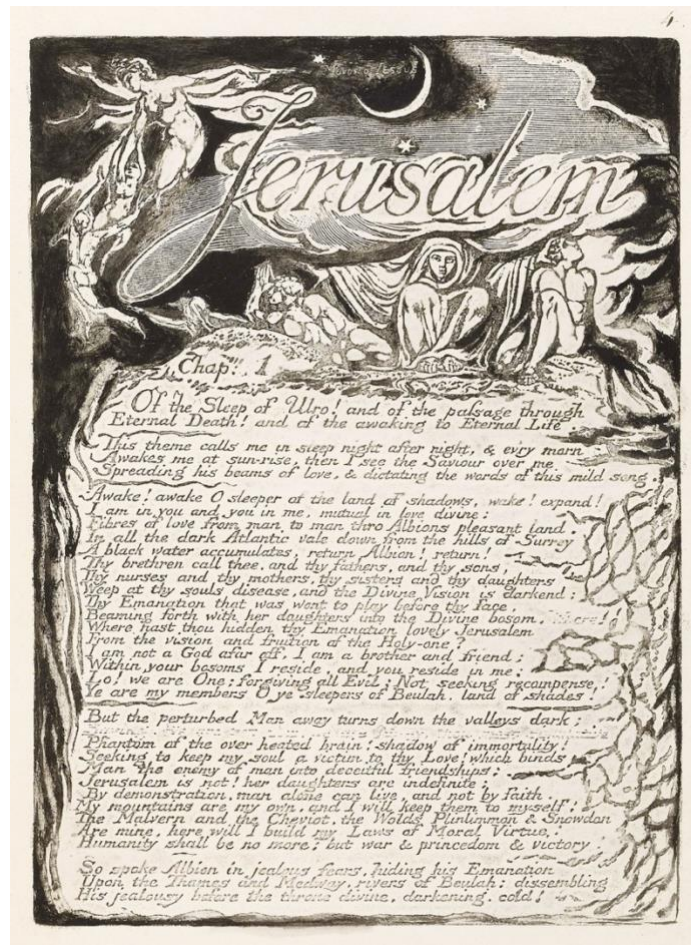 4
Jerusalem
Chap: 1
Of the Sleep of Ulro! and of the passage through
Eternal Death! and of the awaking to Eternal Life.
This theme calls me in sleep night after night, & ev'ry morn
Awakes me at sun-rise, then I see the Saviour over me
Spreading his beams of love, & dictating the words of this mild song.
Awake! awake O sleeper of the land of shadows, wake! expand!
I am in you and you in me, mutual in love divine:
Fibres of love from man to man thro Albions pleasant land.
In all the dark Atlantic vale down from the hills of Surrey
A black water accumulates, return Albion! return!
Thy brethren call thee, and thy fathers, and thy sons,
Thy nurses and thy mothers, thy sisters and thy daughters
Weep at thy souls disease, and the Divine Vision is darkend:
Thy Emanation that was wont to play before thy face,
Beaming forth with her daughters into the Divine bosom.
Where hast thou hidden thy Emanation lovely Jerusalem
From the vision and fruition of the Holy-one?
I am not a God afar off, I am a brother and friend;
Within your bosoms I reside, and you reside in me:
Lo! we are One; forgiving all Evil; Not seeking recompense!
Ye are my members O ye sleepers of Beulah, land of shades!
But the perturbed Man away turns down the valleys dark;
Phantom of the over heated brain! shadow of immortality!
Seeking to keep my soul a victim to thy Love! which binds
Man the enemy of man into deceitful friendships:
Jerusalem is not! her daughters are indefinite:
By demonstration, man alone can live, and not by faith.
My mountains are my own, and I will keep them to myself!
The Malvern and the Cheviot, the Wolds Plinlimmon & Snowdon
Are mine, here will I build my Laws of Moral Virtue!
Humanity shall be no more: but war & princedom & victory!
So spoke Albion in jealous fears, hiding his Emanation
Upon the Thames and Medway, rivers of Beulah: dissembling
His jealousy before the throne divine, darkening, cold!